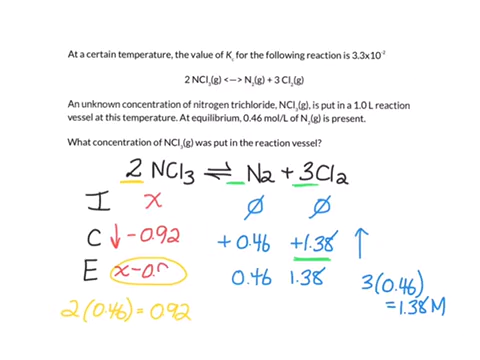 At a certain temperature, the value of Kc for the following reaction is 3.3x10⁻²
2 NCl₃(g) <--> N₂(g) + 3 Cl₂(g)
An unknown concentration of nitrogen trichloride, NCl₃(g), is put in a 1.0 L reaction
vessel at this temperature. At equilibrium, 0.46 mol/L of N₂(g) is present.
What concentration of NCl₃(g) was put in the reaction vessel?
2 NCl₃ ⇌ N₂ + 3Cl₂
I x ∅ ∅
C ↓ -0.92 +0.46 +1.38 ↑
E x-0. 0.46 1.38 3(0.46)
2(0.46)=0.92 =1.38M